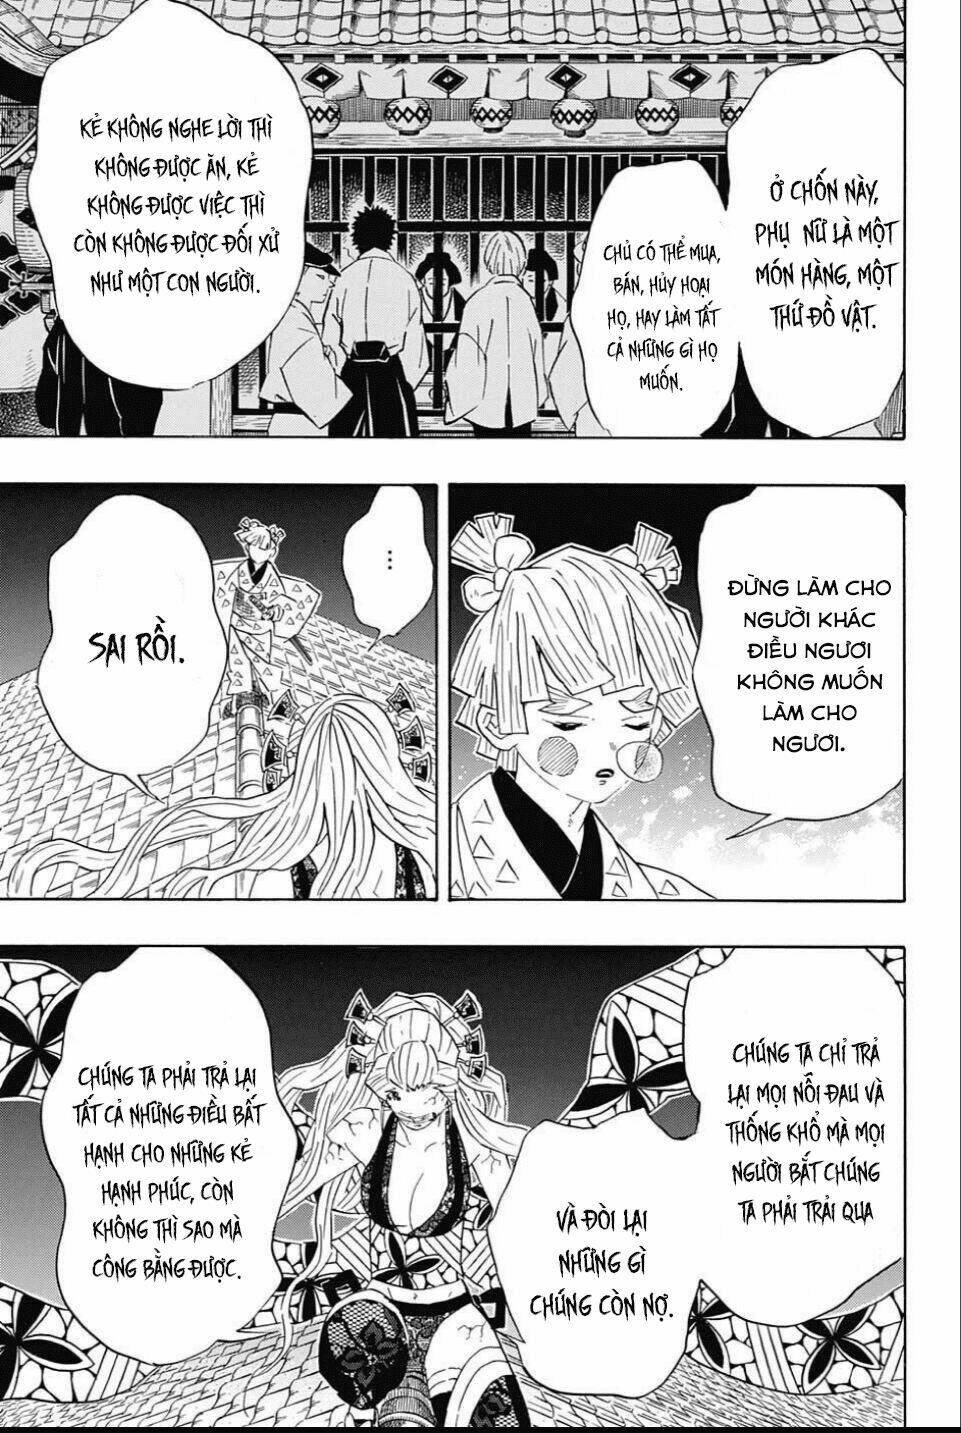 Ở CHỐN NÀY,
PHỤ NỮ LÀ MỘT
MÓN HÀNG, MỘT
THỨ ĐỒ VẬT.
CHỦ CÓ THỂ MUA,
BÁN, HỦY HOẠI
HỌ, HAY LÀM TẤT
CẢ NHỮNG GÌ HỌ
MUỐN.
KẺ KHÔNG NGHE LỜI THÌ
KHÔNG ĐƯỢC ĂN, KẺ
KHÔNG ĐƯỢC VIỆC THÌ
CÒN KHÔNG ĐƯỢC ĐỐI XỬ
NHƯ MỘT CON NGƯỜI.
ĐỪNG LÀM CHO
NGƯỜI KHÁC
ĐIỀU NGƯƠI
KHÔNG MUỐN
LÀM CHO
NGƯƠI.
...
SAI RỒI.
CHÚNG TA CHỈ TRẢ
LẠI MỌI NỖI ĐAU VÀ
THỐNG KHỔ MÀ MỌI
NGƯỜI BẮT CHÚNG
TA PHẢI TRẢI QUA
VÀ ĐÒI LẠI
NHỮNG GÌ
CHÚNG CÒN NỢ.
CHÚNG TA PHẢI TRẢ LẠI
TẤT CẢ NHỮNG ĐIỀU BẤT
HẠNH CHO NHỮNG KẺ
HẠNH PHÚC, CÒN
KHÔNG THÌ SAO MÀ
CÔNG BẰNG ĐƯỢC.